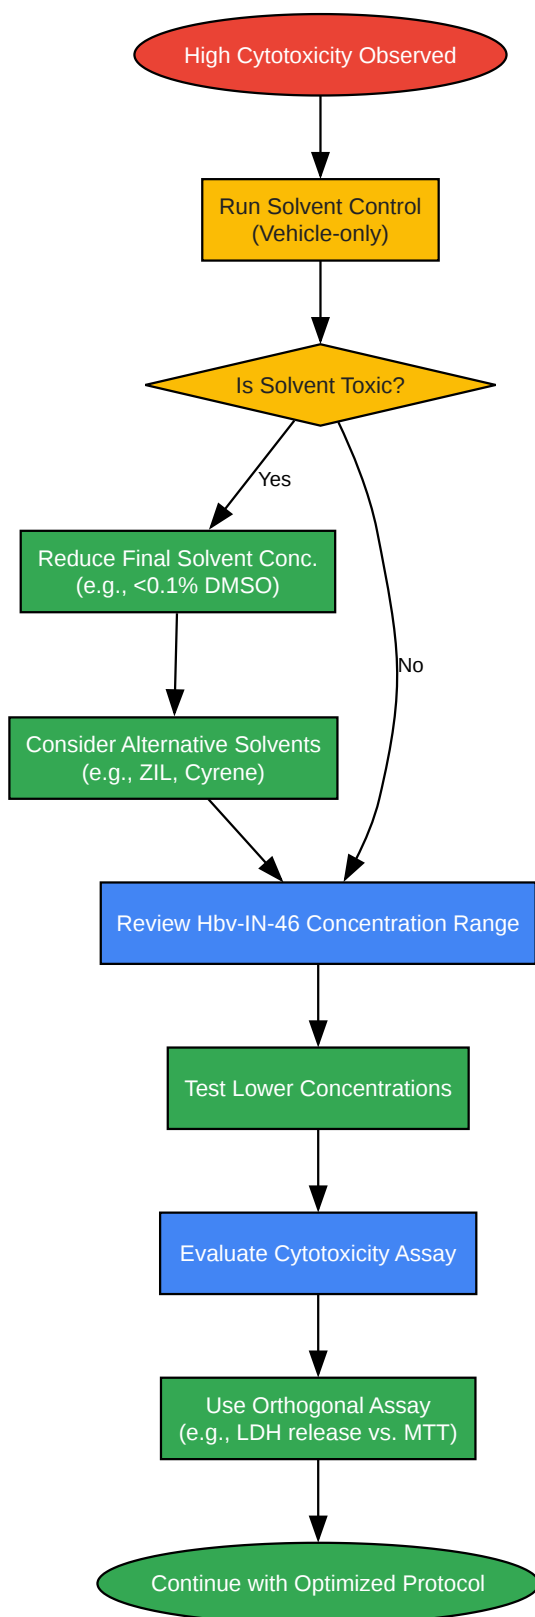 High Cytotoxicity Observed
Run Solvent Control
(Vehicle-only)
Is Solvent Toxic?
Yes
Reduce Final Solvent Conc.
(e.g., <0.1% DMSO)
No
Consider Alternative Solvents
(e.g., ZIL, Cyrene)
Review Hbv-IN-46 Concentration Range
Test Lower Concentrations
Evaluate Cytotoxicity Assay
Use Orthogonal Assay
(e.g., LDH release vs. MTT)
Continue with Optimized Protocol